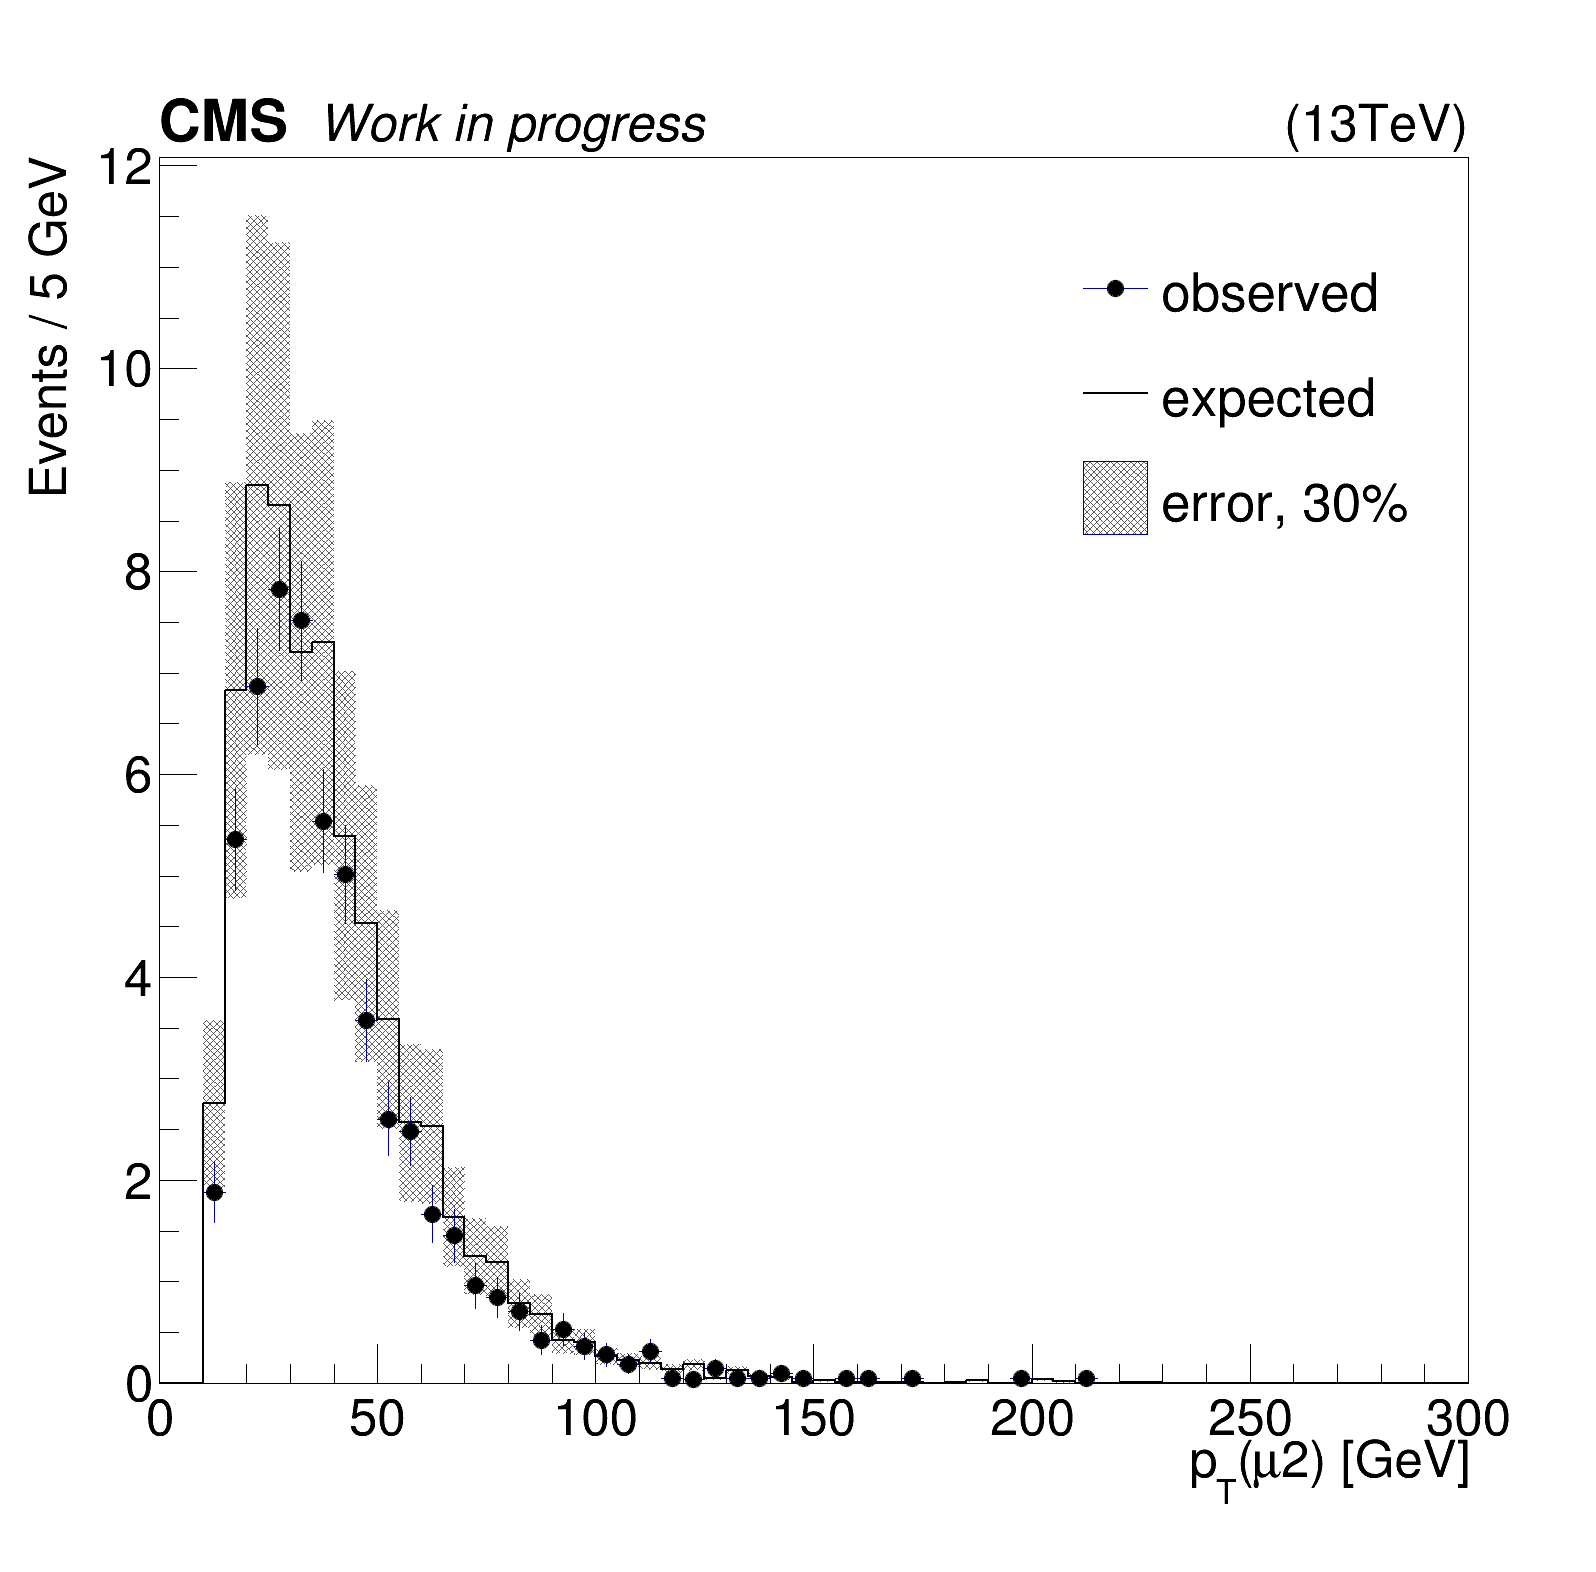 CMS Work in progress (13TeV)
Events / 5 GeV
12
10
8
6
4
2
0
observed
expected
error, 30%
0 50 100 150 200 250 300
pT(μ2) [GeV]